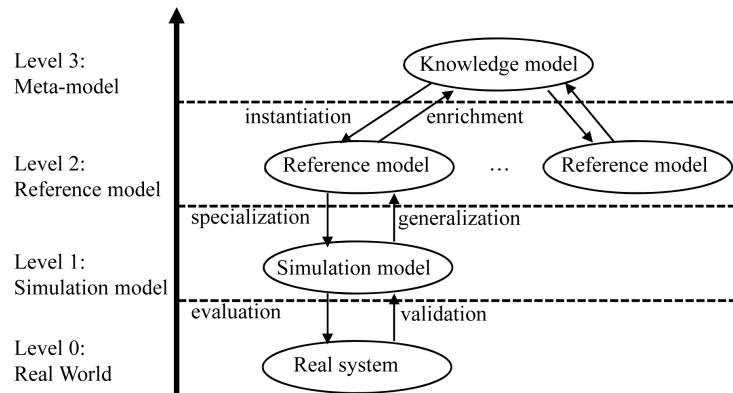 Level 3:
Meta-model
Knowledge model
instantiation
enrichment
Level 2:
Reference model
Reference model
...
Reference model
specialization
generalization
Level 1:
Simulation model
Simulation model
evaluation
validation
Level 0:
Real World
Real system